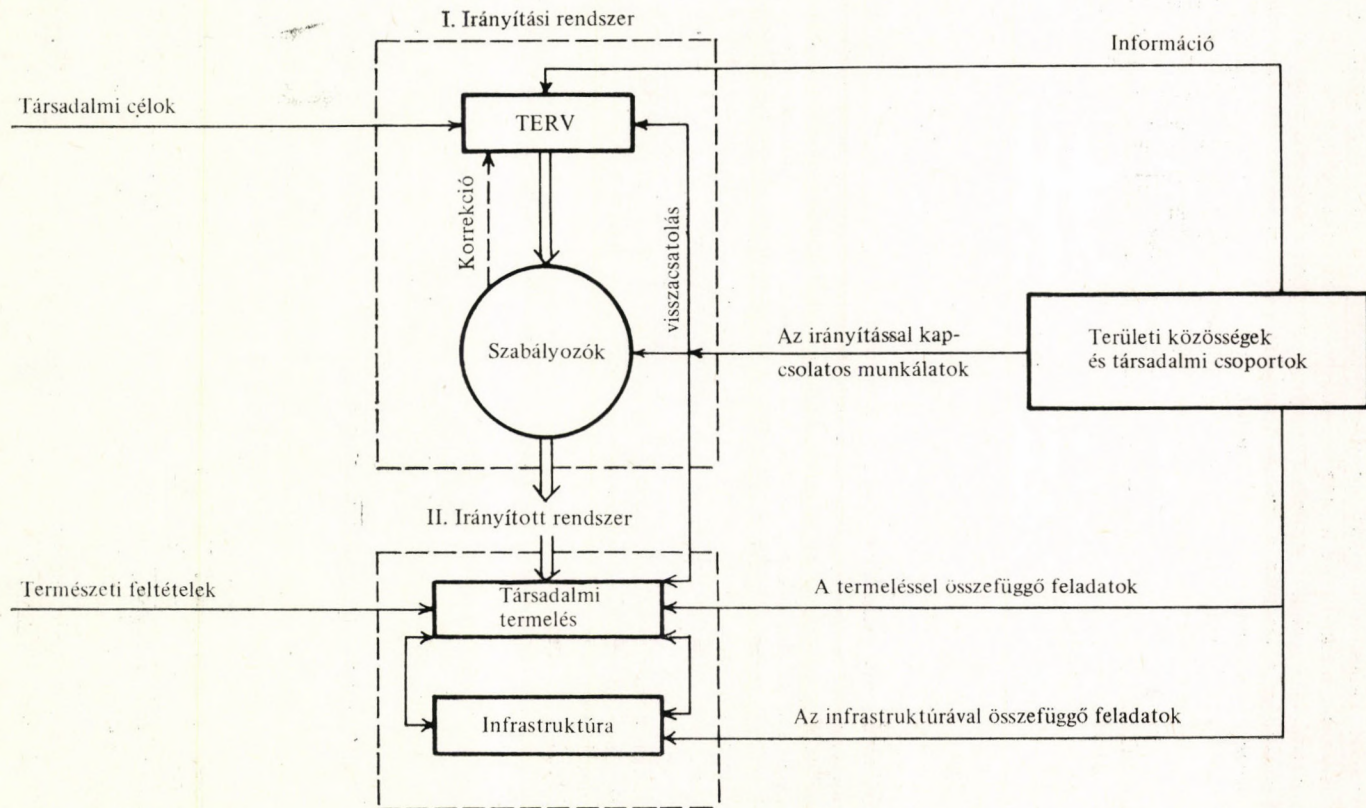 I. Irányítási rendszer
Információ
Társadalmi célok
TERV
Korrekció
visszacsatolás
Szabályozók
Az irányítással kap-
csolatos munkálatok
Területi közösségek
és társadalmi csoportok
II. Irányított rendszer
Természeti feltételek
Társadalmi
termelés
A termeléssel összefüggő feladatok
Infrastruktúra
Az infrastruktúrával összefüggő feladatok